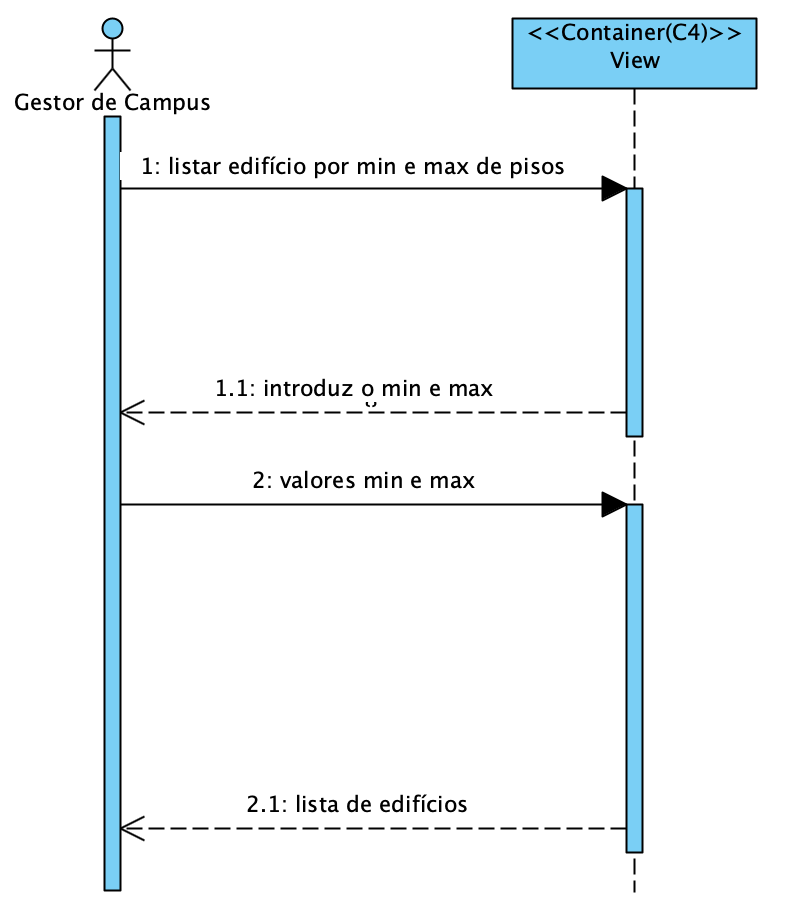 <<Container(C4)>>
View
Gestor de Campus
1: listar edifício por min e max de pisos
1.1: introduz o min e max
2: valores min e max
2.1: lista de edifícios